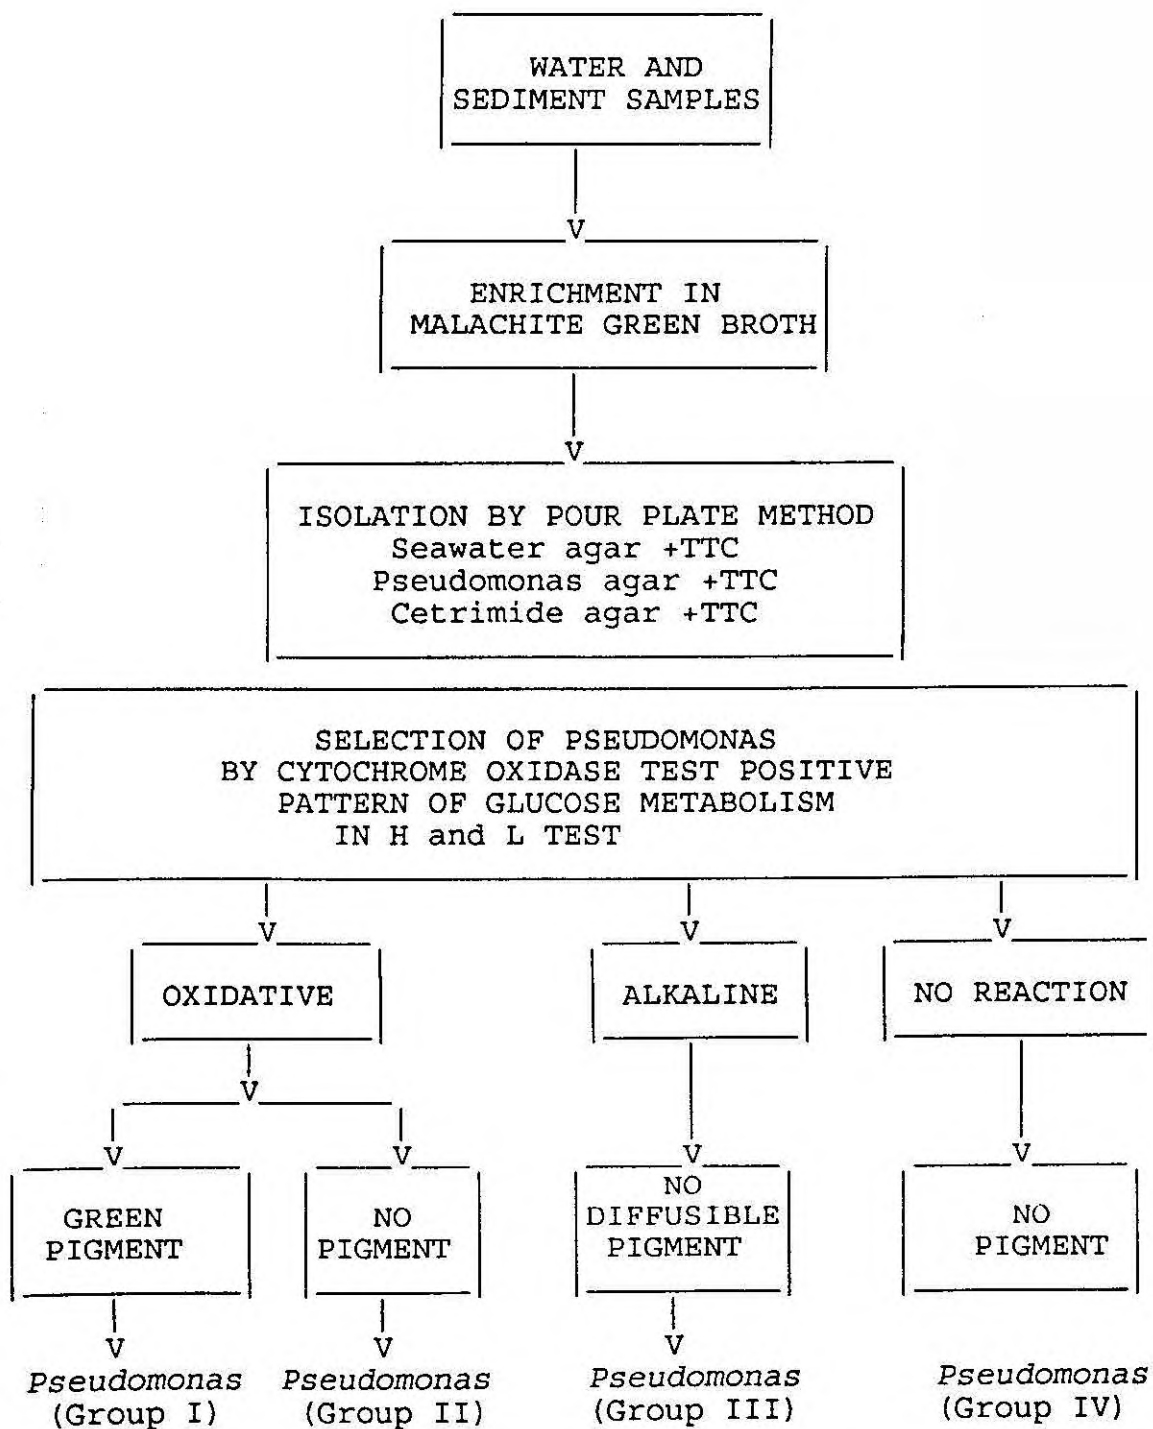 WATER AND
SEDIMENT SAMPLES
V
ENRICHMENT IN
MALACHITE GREEN BROTH
V
ISOLATION BY POUR PLATE METHOD
Seawater agar +TTC
Pseudomonas agar +TTC
Cetrimide agar +TTC
SELECTION OF PSEUDOMONAS
BY CYTOCHROME OXIDASE TEST POSITIVE
PATTERN OF GLUCOSE METABOLISM
IN H and L TEST
V V V
OXIDATIVE ALKALINE NO REACTION
V
V V V V
GREEN
PIGMENT
NO
PIGMENT
NO
DIFFUSIBLE
PIGMENT
NO
PIGMENT
V V V
Pseudomonas
(Group I)
Pseudomonas
(Group II)
Pseudomonas
(Group III)
Pseudomonas
(Group IV)